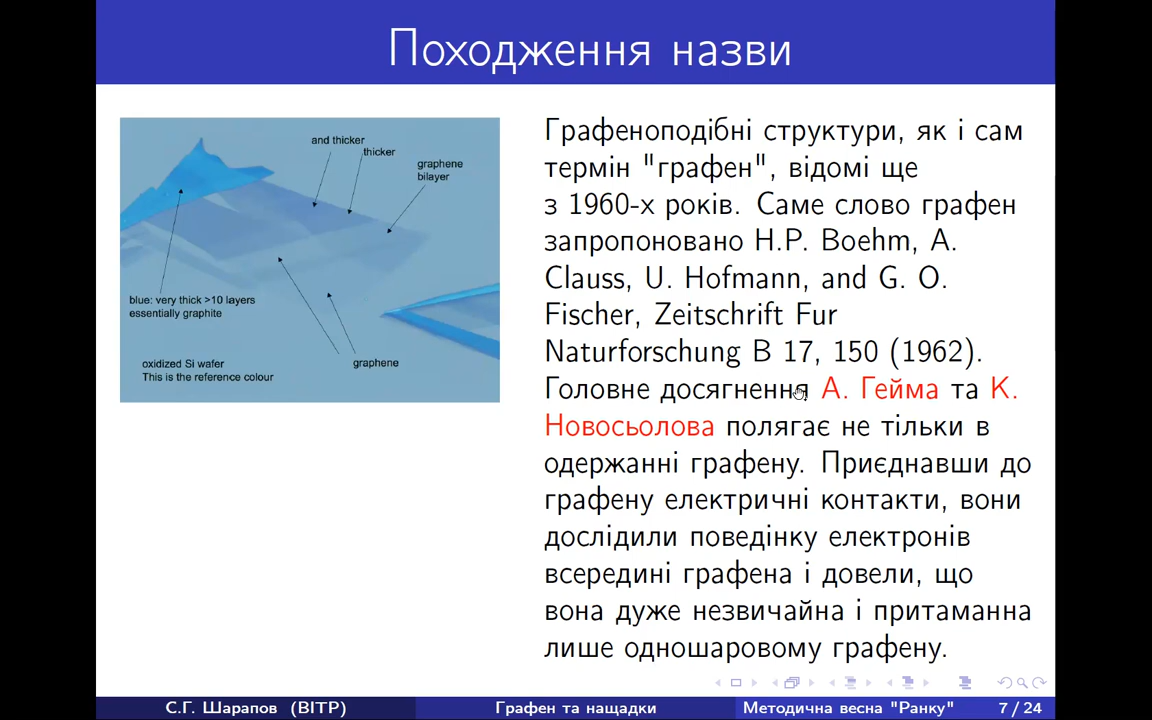 Походження назви
and thicker
thicker
graphene
bilayer
blue: very thick >10 layers
essentially graphite
graphene
oxidized Si wafer
This is the reference colour
Графеноподібні структури, як і сам
термін "графен", відомі ще
з 1960-х років. Саме слово графен
запропоновано H.P. Boehm, A.
Clauss, U. Hofmann, and G. O.
Fischer, Zeitschrift Fur
Naturforschung B 17, 150 (1962).
Головне досягнення А. Гейма та К.
Новосьолова полягає не тільки в
одержанні графену. Приєднавши до
графену електричні контакти, вони
дослідили поведінку електронів
всередині графена і довели, що
вона дуже незвичайна і притаманна
лише одношаровому графену.
С.Г. Шарапов (ВІТР) Графен та нащадки Методична весна "Ранку" 7 / 24